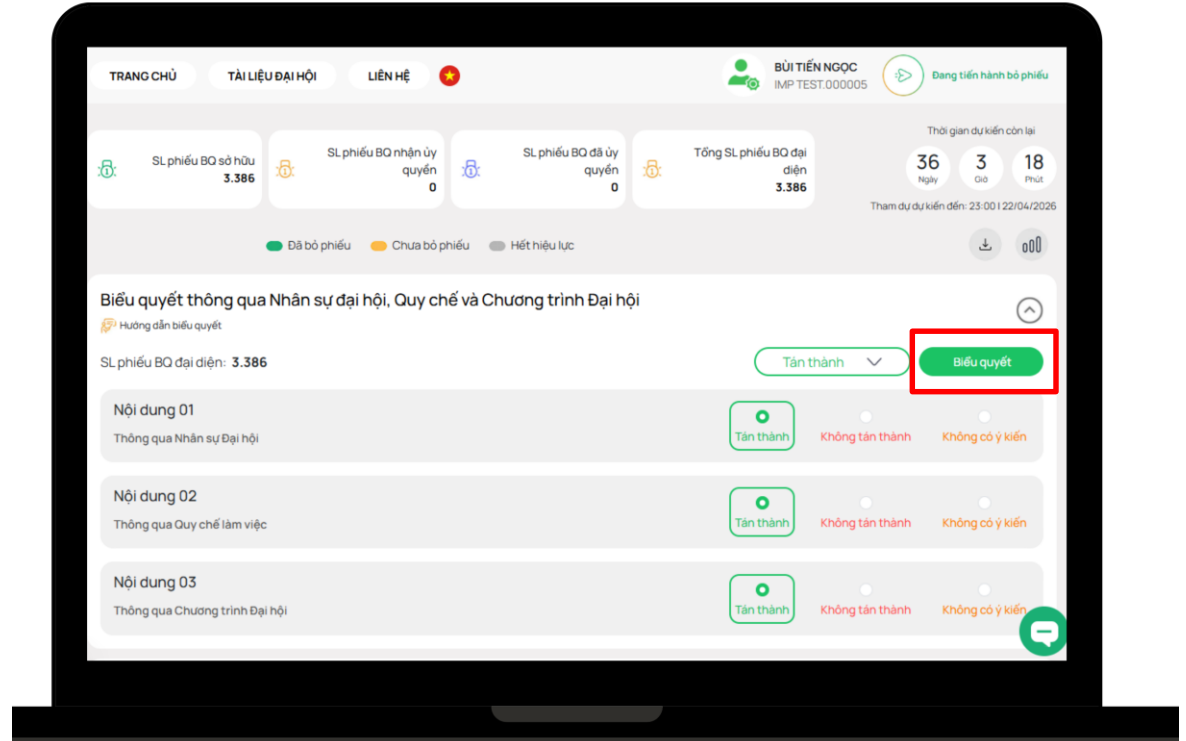 TRANG CHỦ TÀI LIỆU ĐẠI HỘI LIÊN HỆ
BÙI TIẾN NGỌC
IMP TEST.000005
Đang tiến hành bỏ phiếu
SL phiếu BQ sở hữu
3.386
SL phiếu BQ nhận ủy
quyền
0
SL phiếu BQ đã ủy
quyền
0
Tổng SL phiếu BQ đại
diện
3.386
Thời gian dự kiến còn lại
36 3 18
Ngày Giờ Phút
Tham dự dự kiến đến: 23:00 | 22/04/2026
Đã bỏ phiếu Chưa bỏ phiếu Hết hiệu lực
Biểu quyết thông qua Nhân sự đại hội, Quy chế và Chương trình Đại hội
Hướng dẫn biểu quyết
SL phiếu BQ đại diện: 3.386
Tán thành Biểu quyết
Nội dung 01
Thông qua Nhân sự Đại hội
Tán thành Không tán thành Không có ý kiến
Nội dung 02
Thông qua Quy chế làm việc
Tán thành Không tán thành Không có ý kiến
Nội dung 03
Thông qua Chương trình Đại hội
Tán thành Không tán thành Không có ý kiến